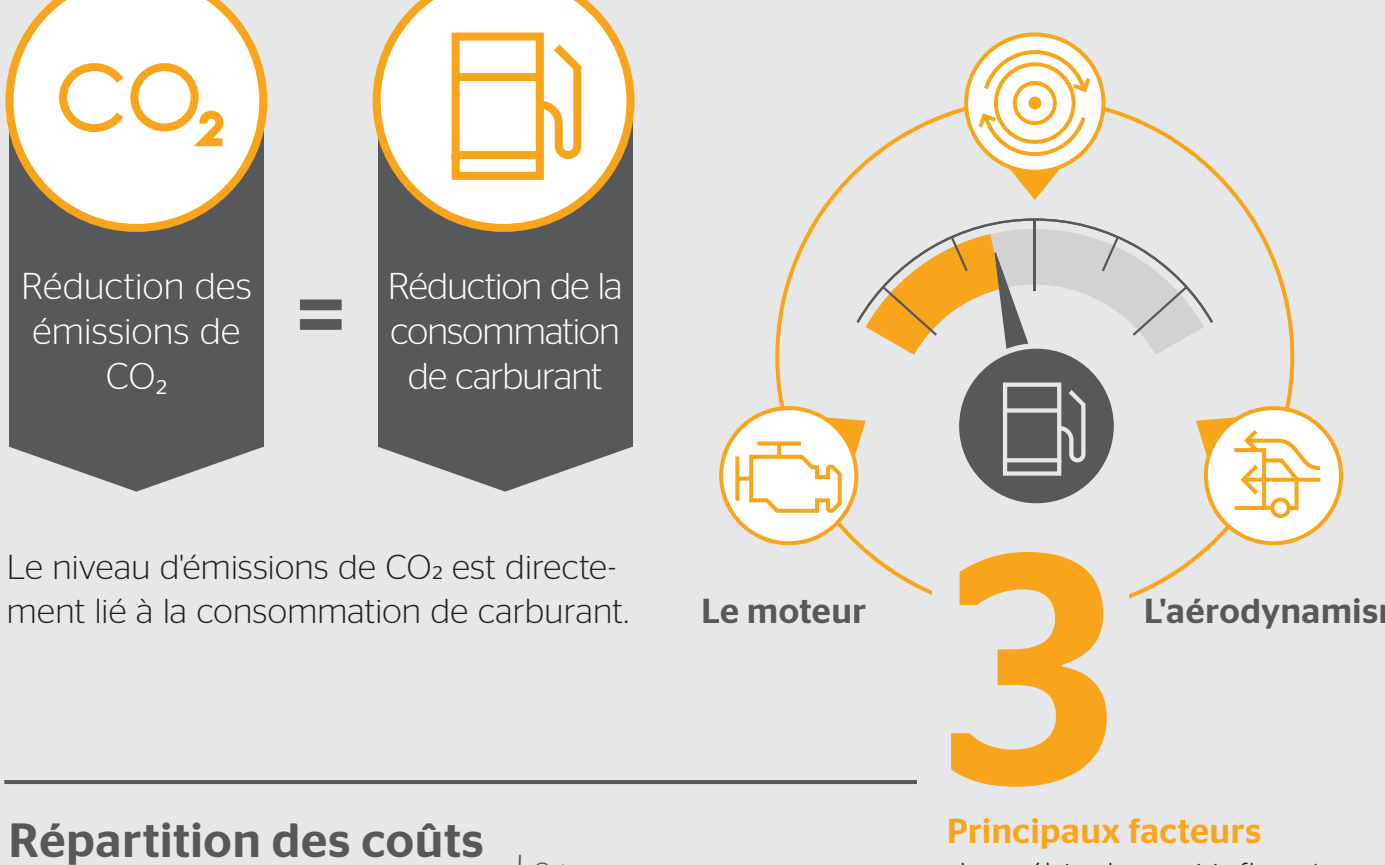 CO₂
Réduction des
émissions de
CO₂
=
Réduction de la
consommation
de carburant
Le niveau d'émissions de CO₂ est directe-
ment lié à la consommation de carburant.
Le moteur
3
Principaux facteurs
Répartition des coûts